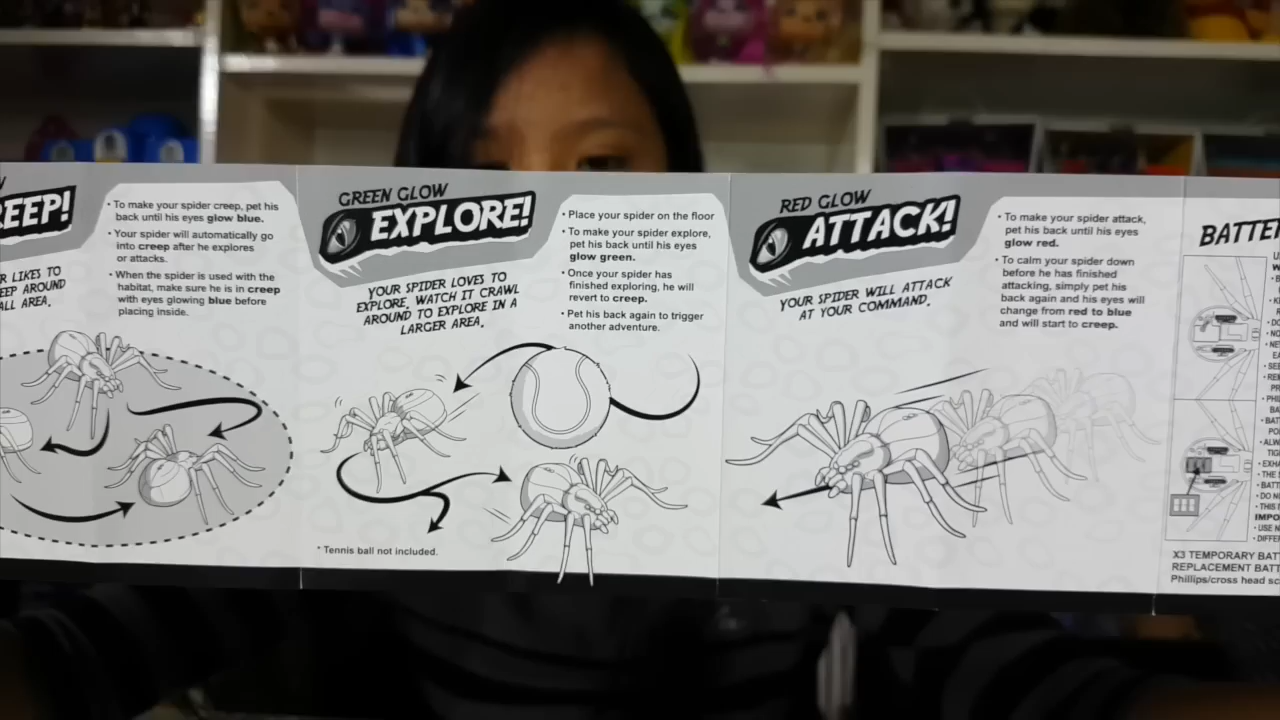 REEP!
R LIKES TO
EEP AROUND
ALL AREA.
• To make your spider creep, pet his
back until his eyes glow blue.
• Your spider will automatically go
into creep after he explores
or attacks.
• When the spider is used with the
habitat, make sure he is in creep
with eyes glowing blue before
placing inside.
GREEN GLOW
EXPLORE!
YOUR SPIDER LOVES TO
EXPLORE, WATCH IT CRAWL
AROUND TO EXPLORE IN A
LARGER AREA.
• Place your spider on the floor
• To make your spider explore,
pet his back until his eyes
glow green.
• Once your spider has
finished exploring, he will
revert to creep.
• Pet his back again to trigger
another adventure.
* Tennis ball not included.
RED GLOW
ATTACK!
YOUR SPIDER WILL ATTACK
AT YOUR COMMAND.
• To make your spider attack,
pet his back until his eyes
glow red.
• To calm your spider down
before he has finished
attacking, simply pet his
back again and his eyes will
change from red to blue
and will start to creep.
BATTE
IMPO
• USE N
• DIFFE
X3 TEMPORARY BATT
REPLACEMENT BATT
Phillips/cross head sc